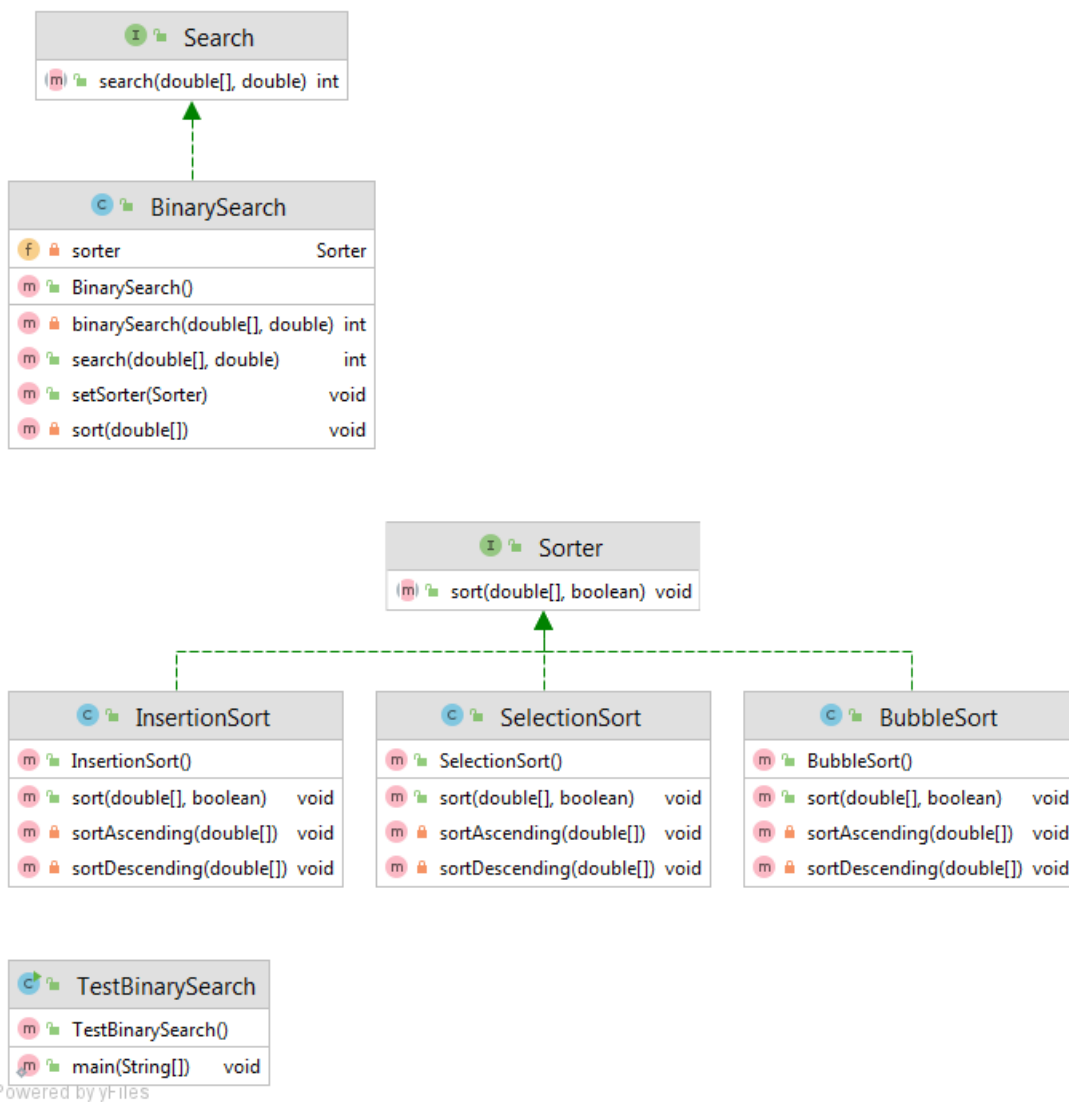 Search
search(double[], double) int
BinarySearch
sorter Sorter
BinarySearch()
binarySearch(double[], double) int
search(double[], double) int
setSorter(Sorter) void
sort(double[]) void
Sorter
sort(double[], boolean) void
InsertionSort
InsertionSort()
sort(double[], boolean) void
sortAscending(double[]) void
sortDescending(double[]) void
SelectionSort
SelectionSort()
sort(double[], boolean) void
sortAscending(double[]) void
sortDescending(double[]) void
BubbleSort
BubbleSort()
sort(double[], boolean) void
sortAscending(double[]) void
sortDescending(double[]) void
TestBinarySearch
TestBinarySearch()
main(String[]) void
Powered by yFiles